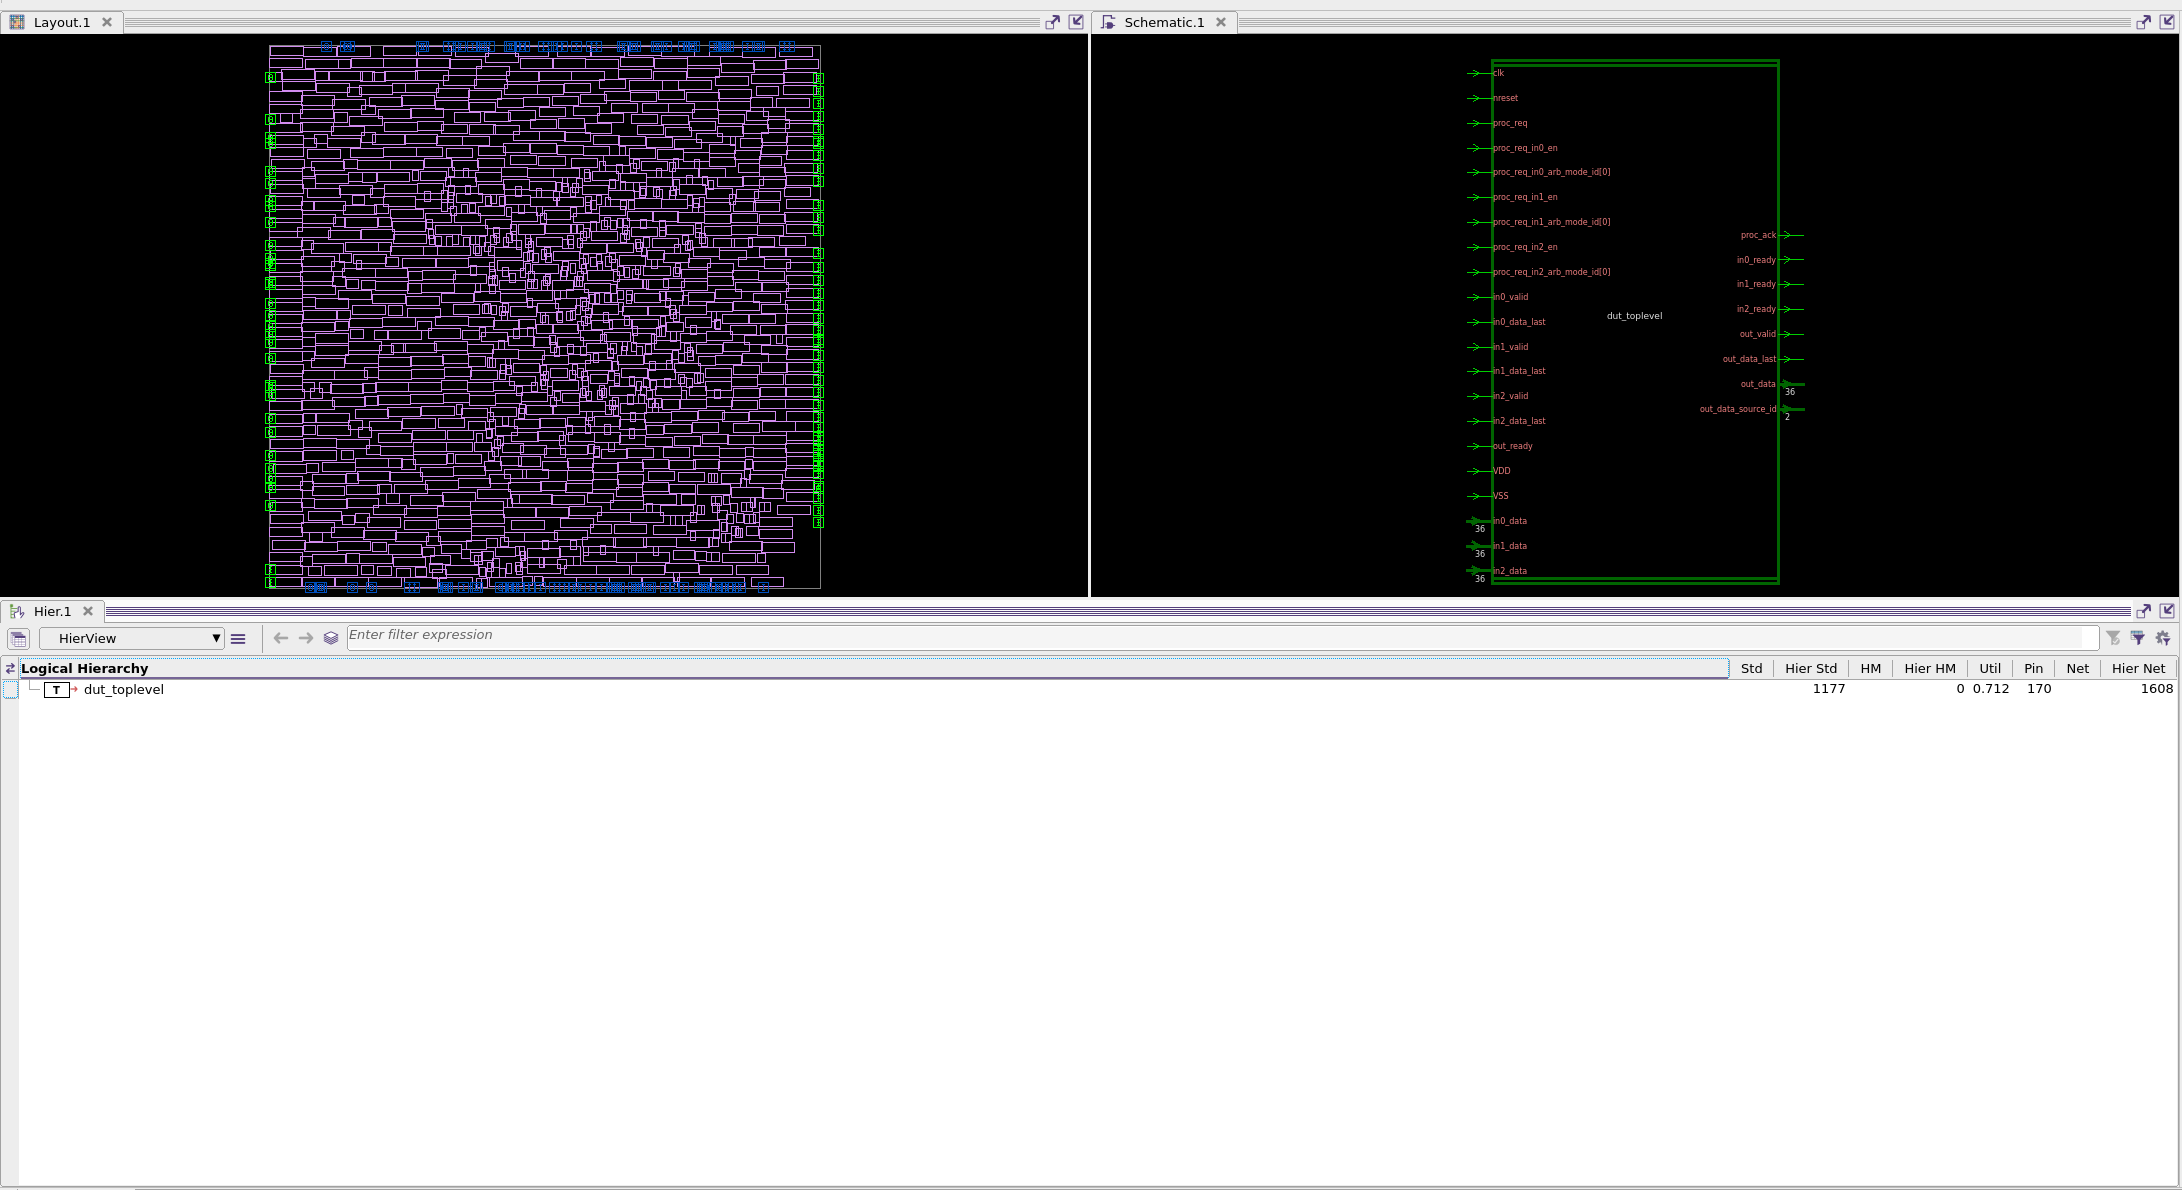 Layout.1
Schematic.1
clk
nreset
proc_req
proc_req_in0_en
proc_req_in0_arb_mode_id[0]
proc_req_in1_en
proc_req_in1_arb_mode_id[0]
proc_req_in2_en
proc_req_in2_arb_mode_id[0]
in0_valid
in0_data_last
in1_valid
in1_data_last
in2_valid
in2_data_last
out_ready
VDD
VSS
in0_data
36
in1_data
36
in2_data
36
dut_toplevel
proc_ack
in0_ready
in1_ready
in2_ready
out_valid
out_data_last
out_data
36
out_data_source_id
2
Hier.1
HierView
Enter filter expression
Logical Hierarchy Std Hier Std HM Hier HM Util Pin Net Hier Net
T dut_toplevel 1177 0 0.712 170 1608